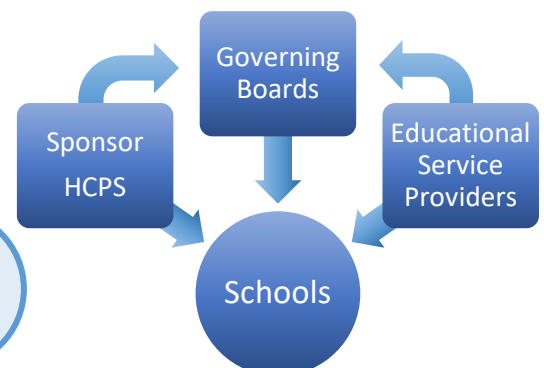 Governing
Boards
Sponsor
HCPS
Educational
Service
Providers
Schools